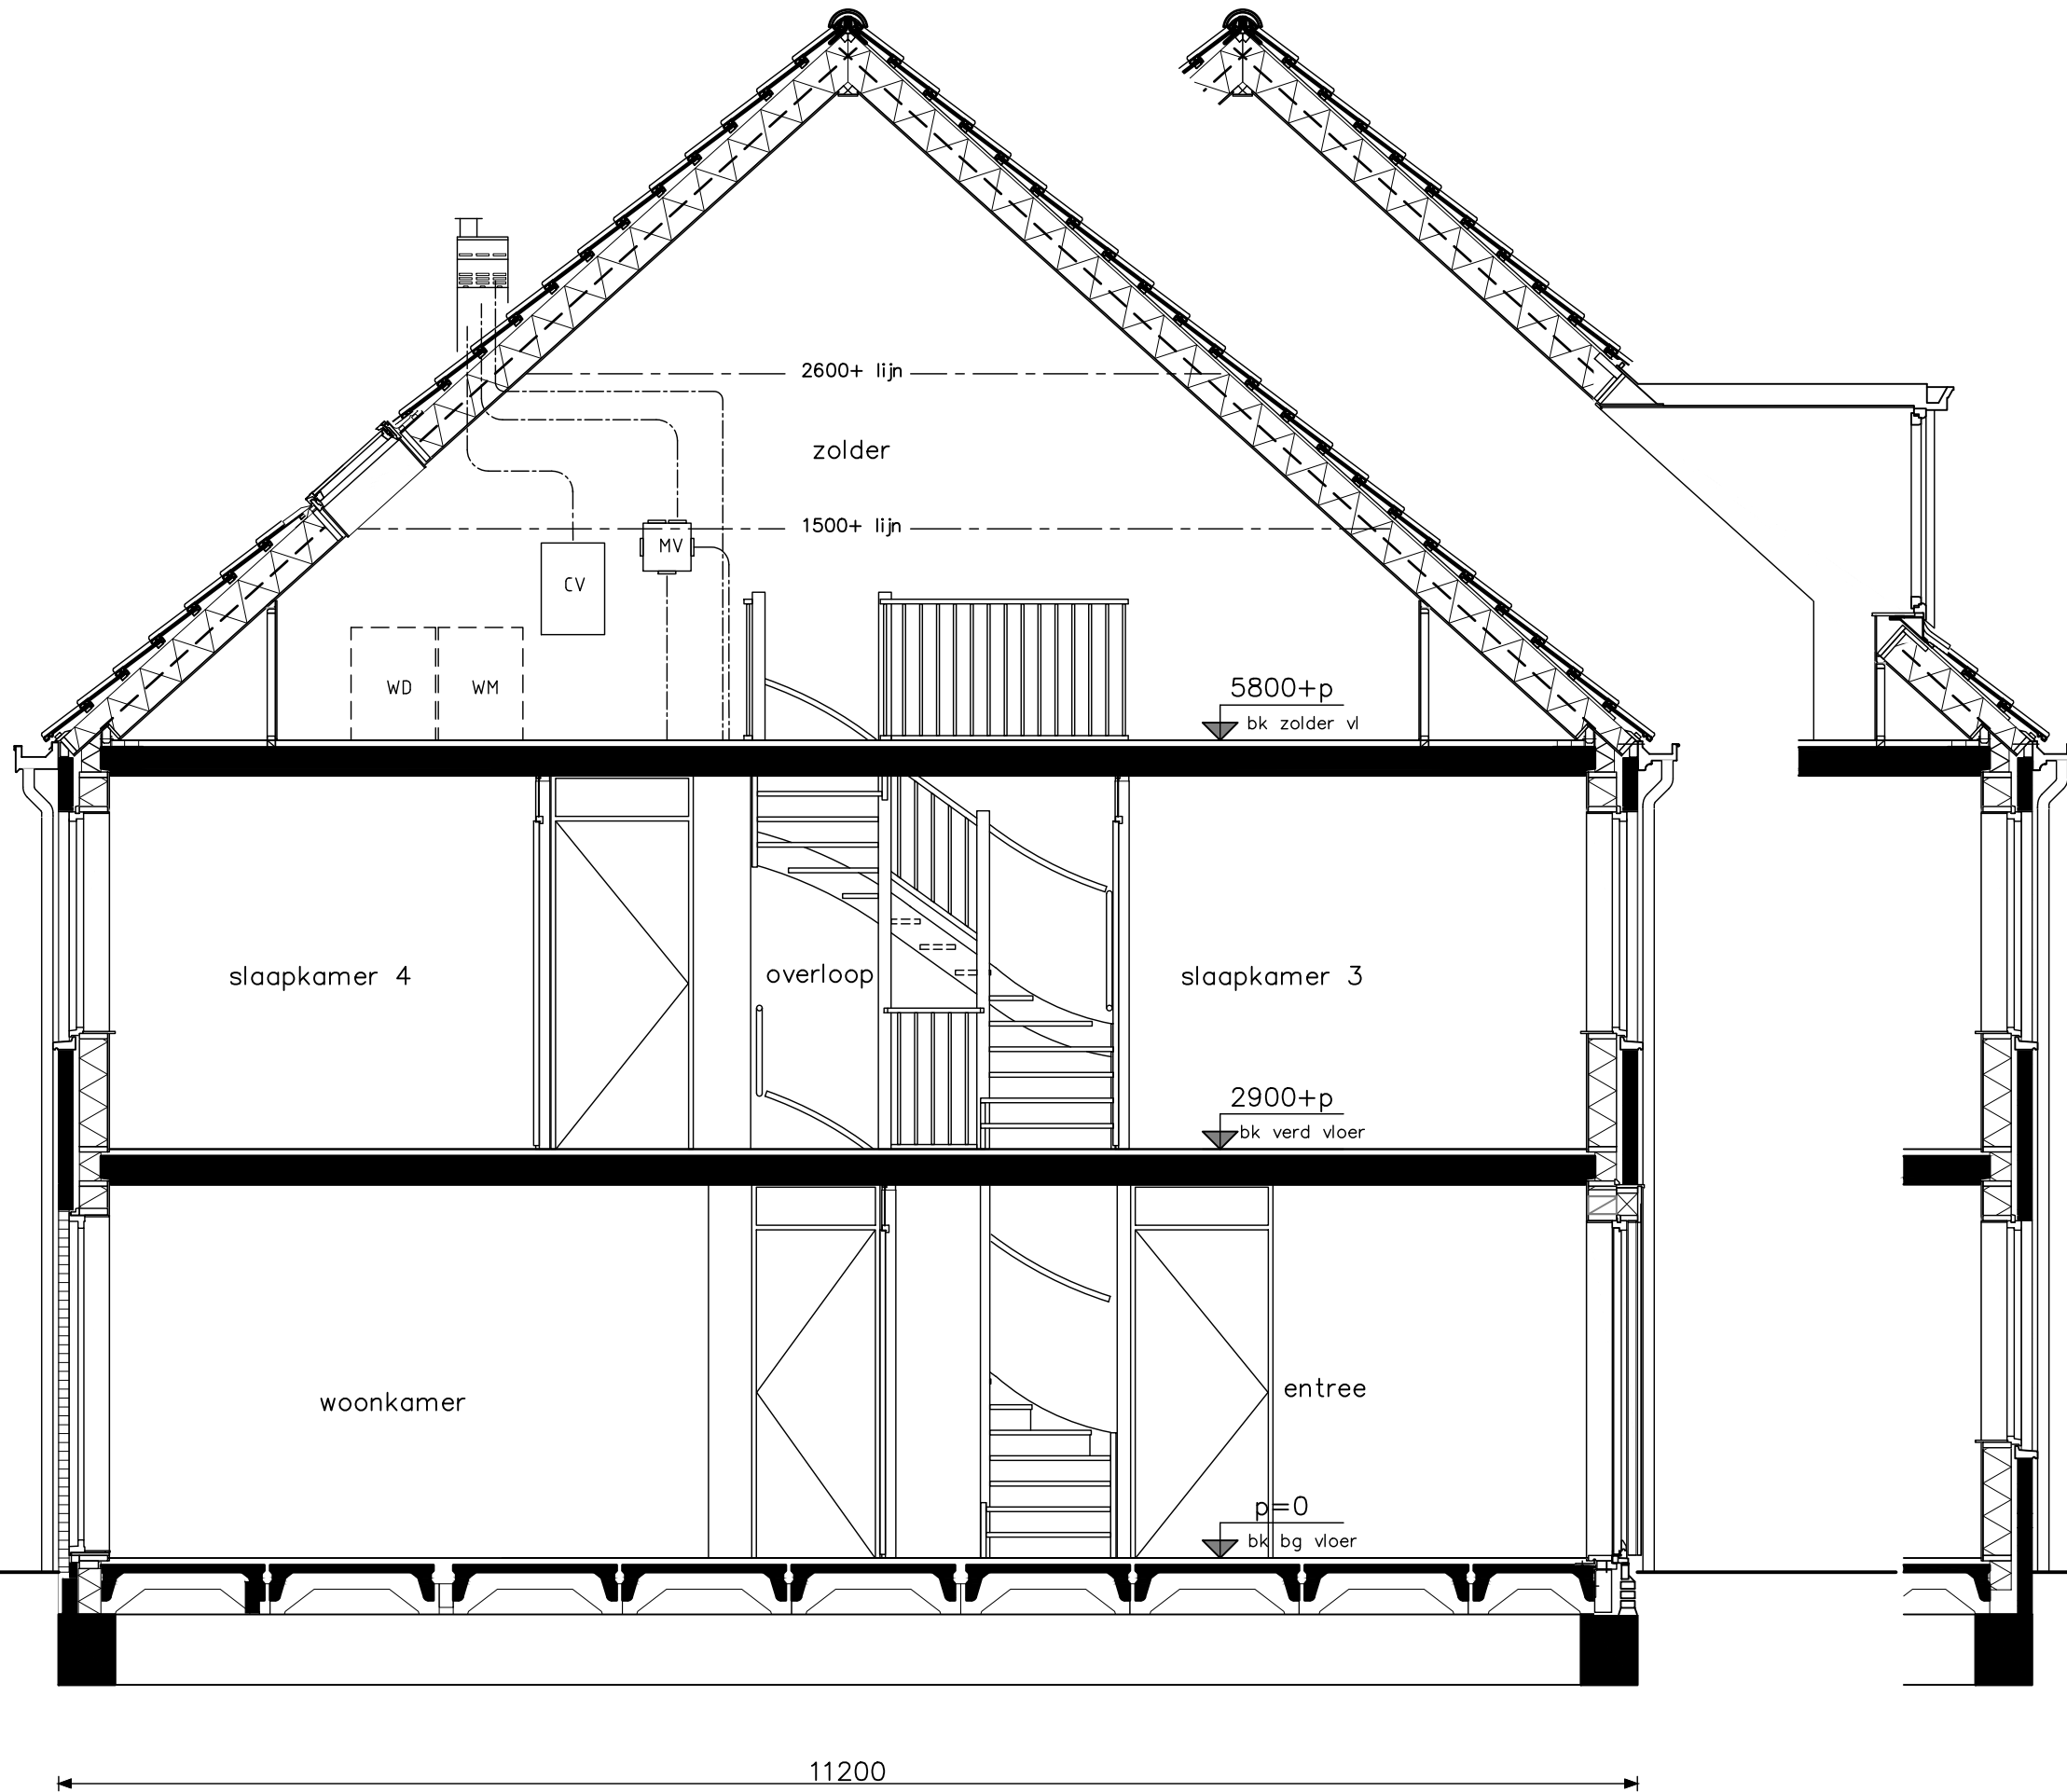 2600+ lijn
zolder
1500+ lijn
MV
CV
WD
WM
5800+p
bk zolder vl
slaapkamer 4
overloop
slaapkamer 3
2900+p
bk verd vloer
woonkamer
entree
p=0
bk bg vloer
11200